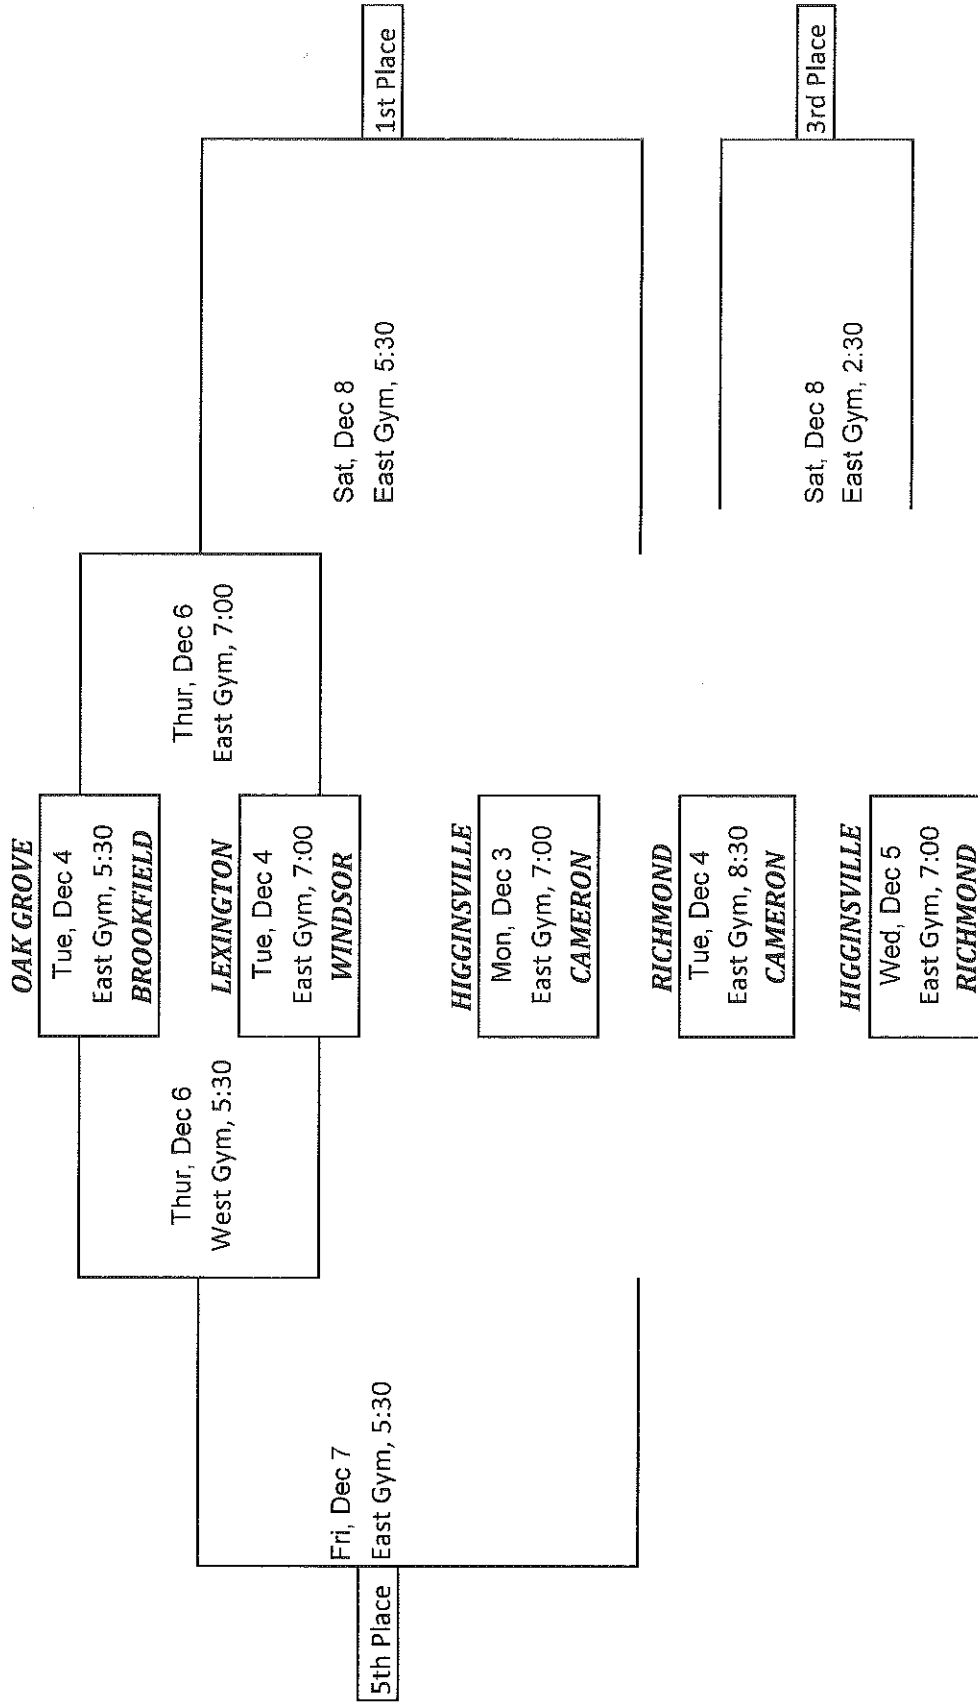 OAK GROVE
Tue, Dec 4
East Gym, 5:30
BROOKFIELD
LEXINGTON
Tue, Dec 4
East Gym, 7:00
WINDSOR
HIGGINSVILLE
Mon, Dec 3
East Gym, 7:00
CAMERON
RICHMOND
Tue, Dec 4
East Gym, 8:30
CAMERON
HIGGINSVILLE
Wed, Dec 5
East Gym, 7:00
RICHMOND
Thur, Dec 6
West Gym, 5:30
Thur, Dec 6
East Gym, 7:00
Fri, Dec 7
East Gym, 5:30
5th Place
Sat, Dec 8
East Gym, 5:30
1st Place
Sat, Dec 8
East Gym, 2:30
3rd Place